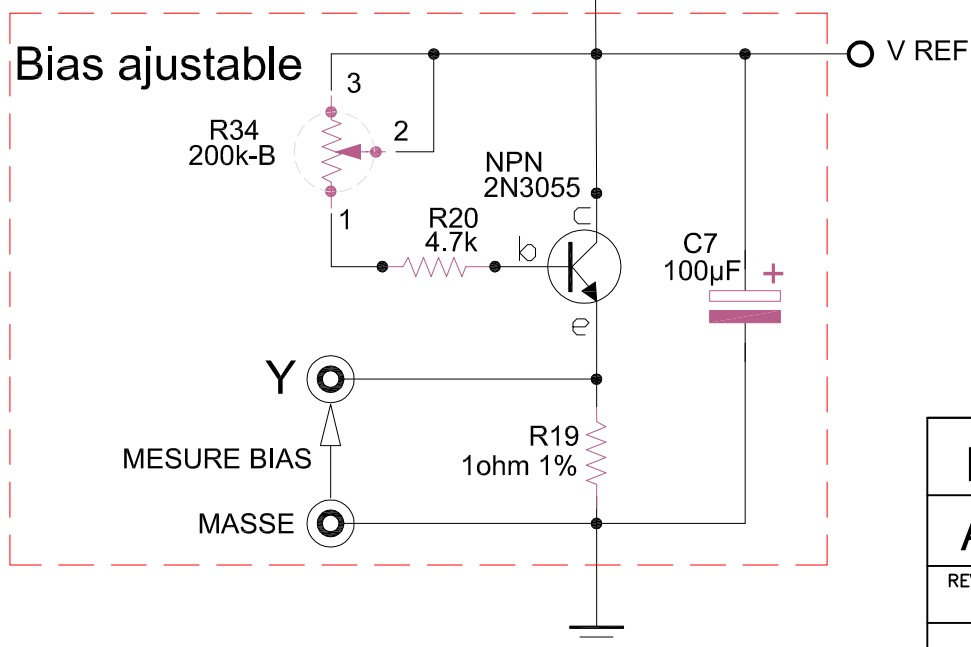 V REF
Bias ajustable
3
R34
200k-B
2
NPN
2N3055
c
1
R20
4.7k
b
C7
100µF
+
e
Y
R19
1ohm 1%
MESURE BIAS
MASSE